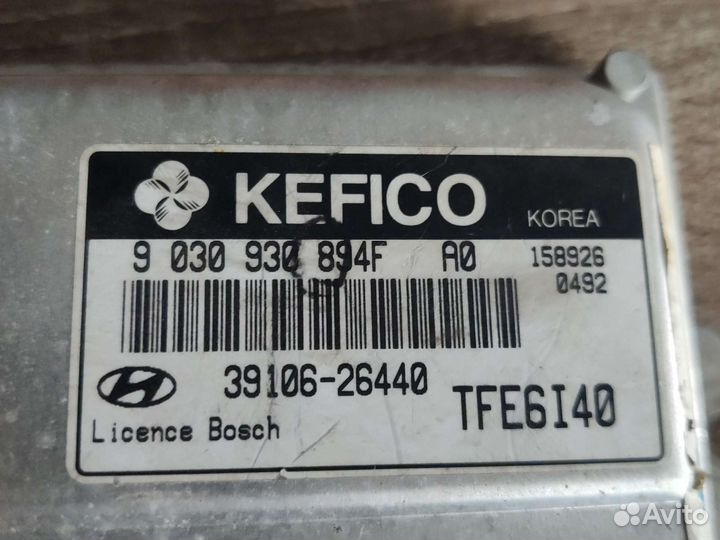 KEFICO
KOREA
9 030 930 894F A0
158926
0492
39106-26440
TFE6I40
Licence Bosch
Avito